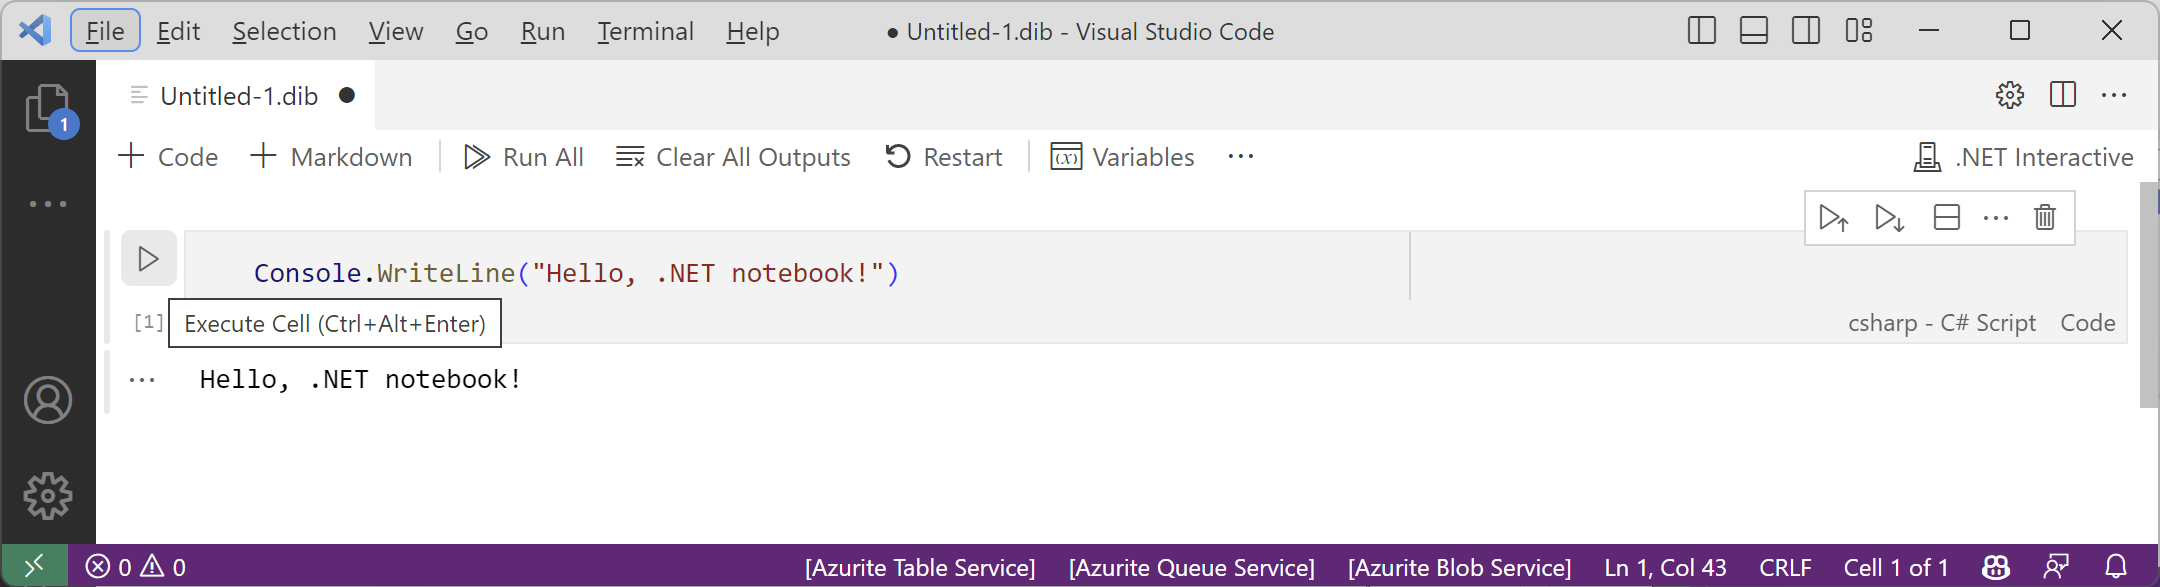 File Edit Selection View Go Run Terminal Help ● Untitled-1.dib - Visual Studio Code
Untitled-1.dib ●
1
+ Code + Markdown Run All Clear All Outputs Restart (x) Variables ... .NET Interactive
Console.WriteLine("Hello, .NET notebook!")
[1] Execute Cell (Ctrl+Alt+Enter) csharp - C# Script Code
... Hello, .NET notebook!
0 0 [Azurite Table Service] [Azurite Queue Service] [Azurite Blob Service] Ln 1, Col 43 CRLF Cell 1 of 1